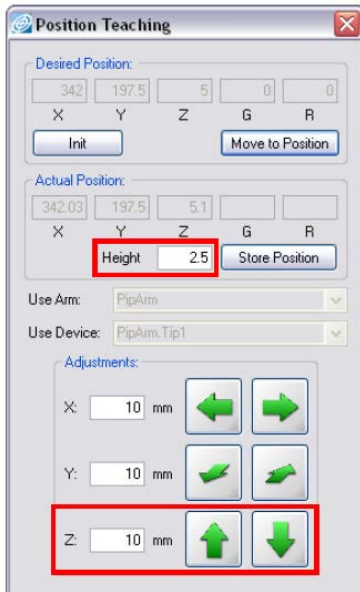 Position Teaching
Desired Position:
342 197.5 5 0 0
X Y Z G R
Init Move to Position
Actual Position:
342.03 197.5 5.1
X Y Z G R
Height 2.5 Store Position
Use Arm: PipArm
Use Device: PipArm.Tip1
Adjustments:
X: 10 mm
Y: 10 mm
Z: 10 mm